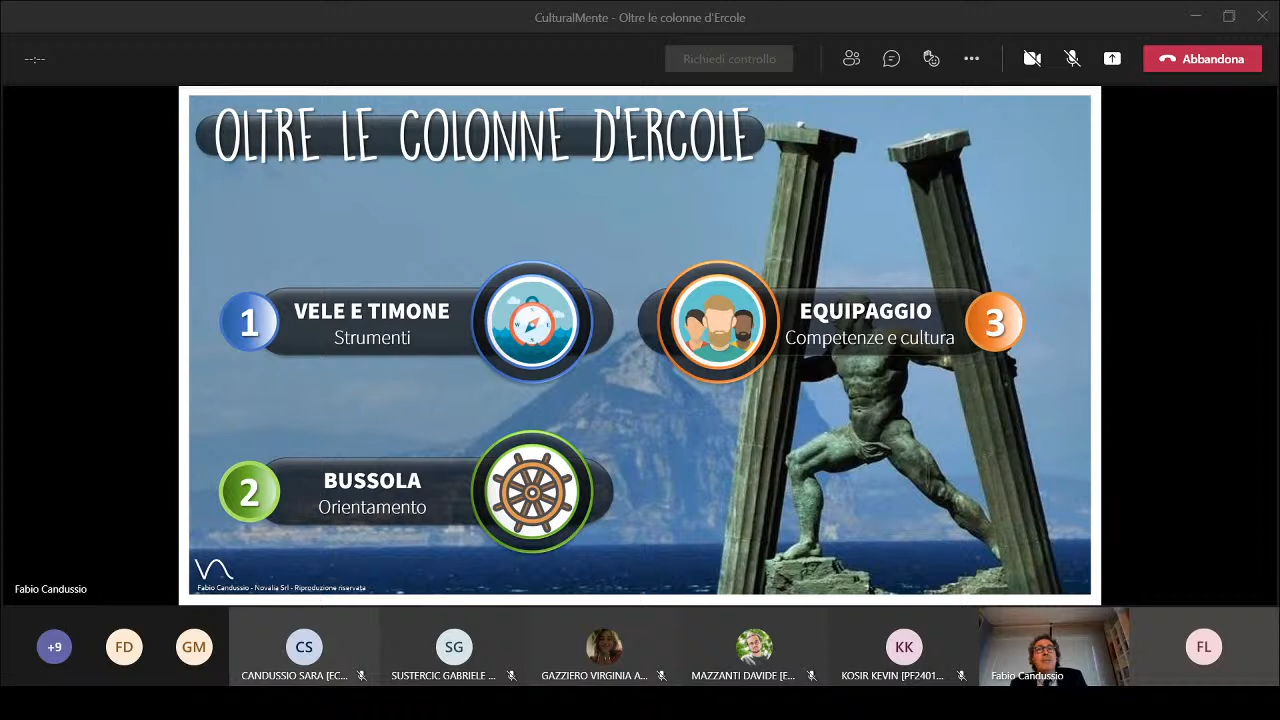 CulturalMente - Oltre le colonne d'Ercole
--:--
Richiedi controllo
Abbandona
OLTRE LE COLONNE D'ERCOLE
1
VELE E TIMONE
Strumenti
EQUIPAGGIO
Competenze e cultura
3
2
BUSSOLA
Orientamento
Fabio Candussio - Novalia Srl - Riproduzione riservata
Fabio Candussio
+9
FD
GM
CS
SG
KK
FL
CANDUSSIO SARA [EC...
SUSTERCIC GABRIELE ...
GAZZIERO VIRGINIA A...
MAZZANTI DAVIDE [E...
KOSIR KEVIN [PF2401...
Fabio Candussio